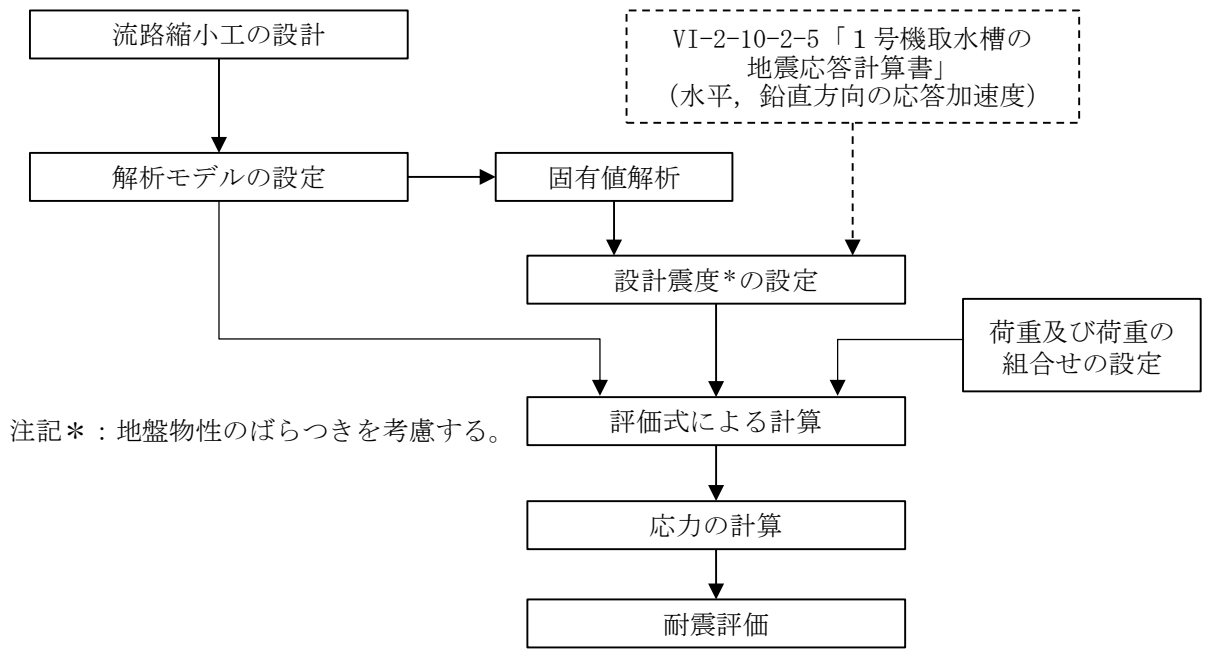 流路縮小工の設計
VI-2-10-2-5「１号機取水槽の
地震応答計算書」
（水平，鉛直方向の応答加速度）
解析モデルの設定
固有値解析
設計震度*の設定
荷重及び荷重の
組合せの設定
評価式による計算
注記＊：地盤物性のばらつきを考慮する。
応力の計算
耐震評価